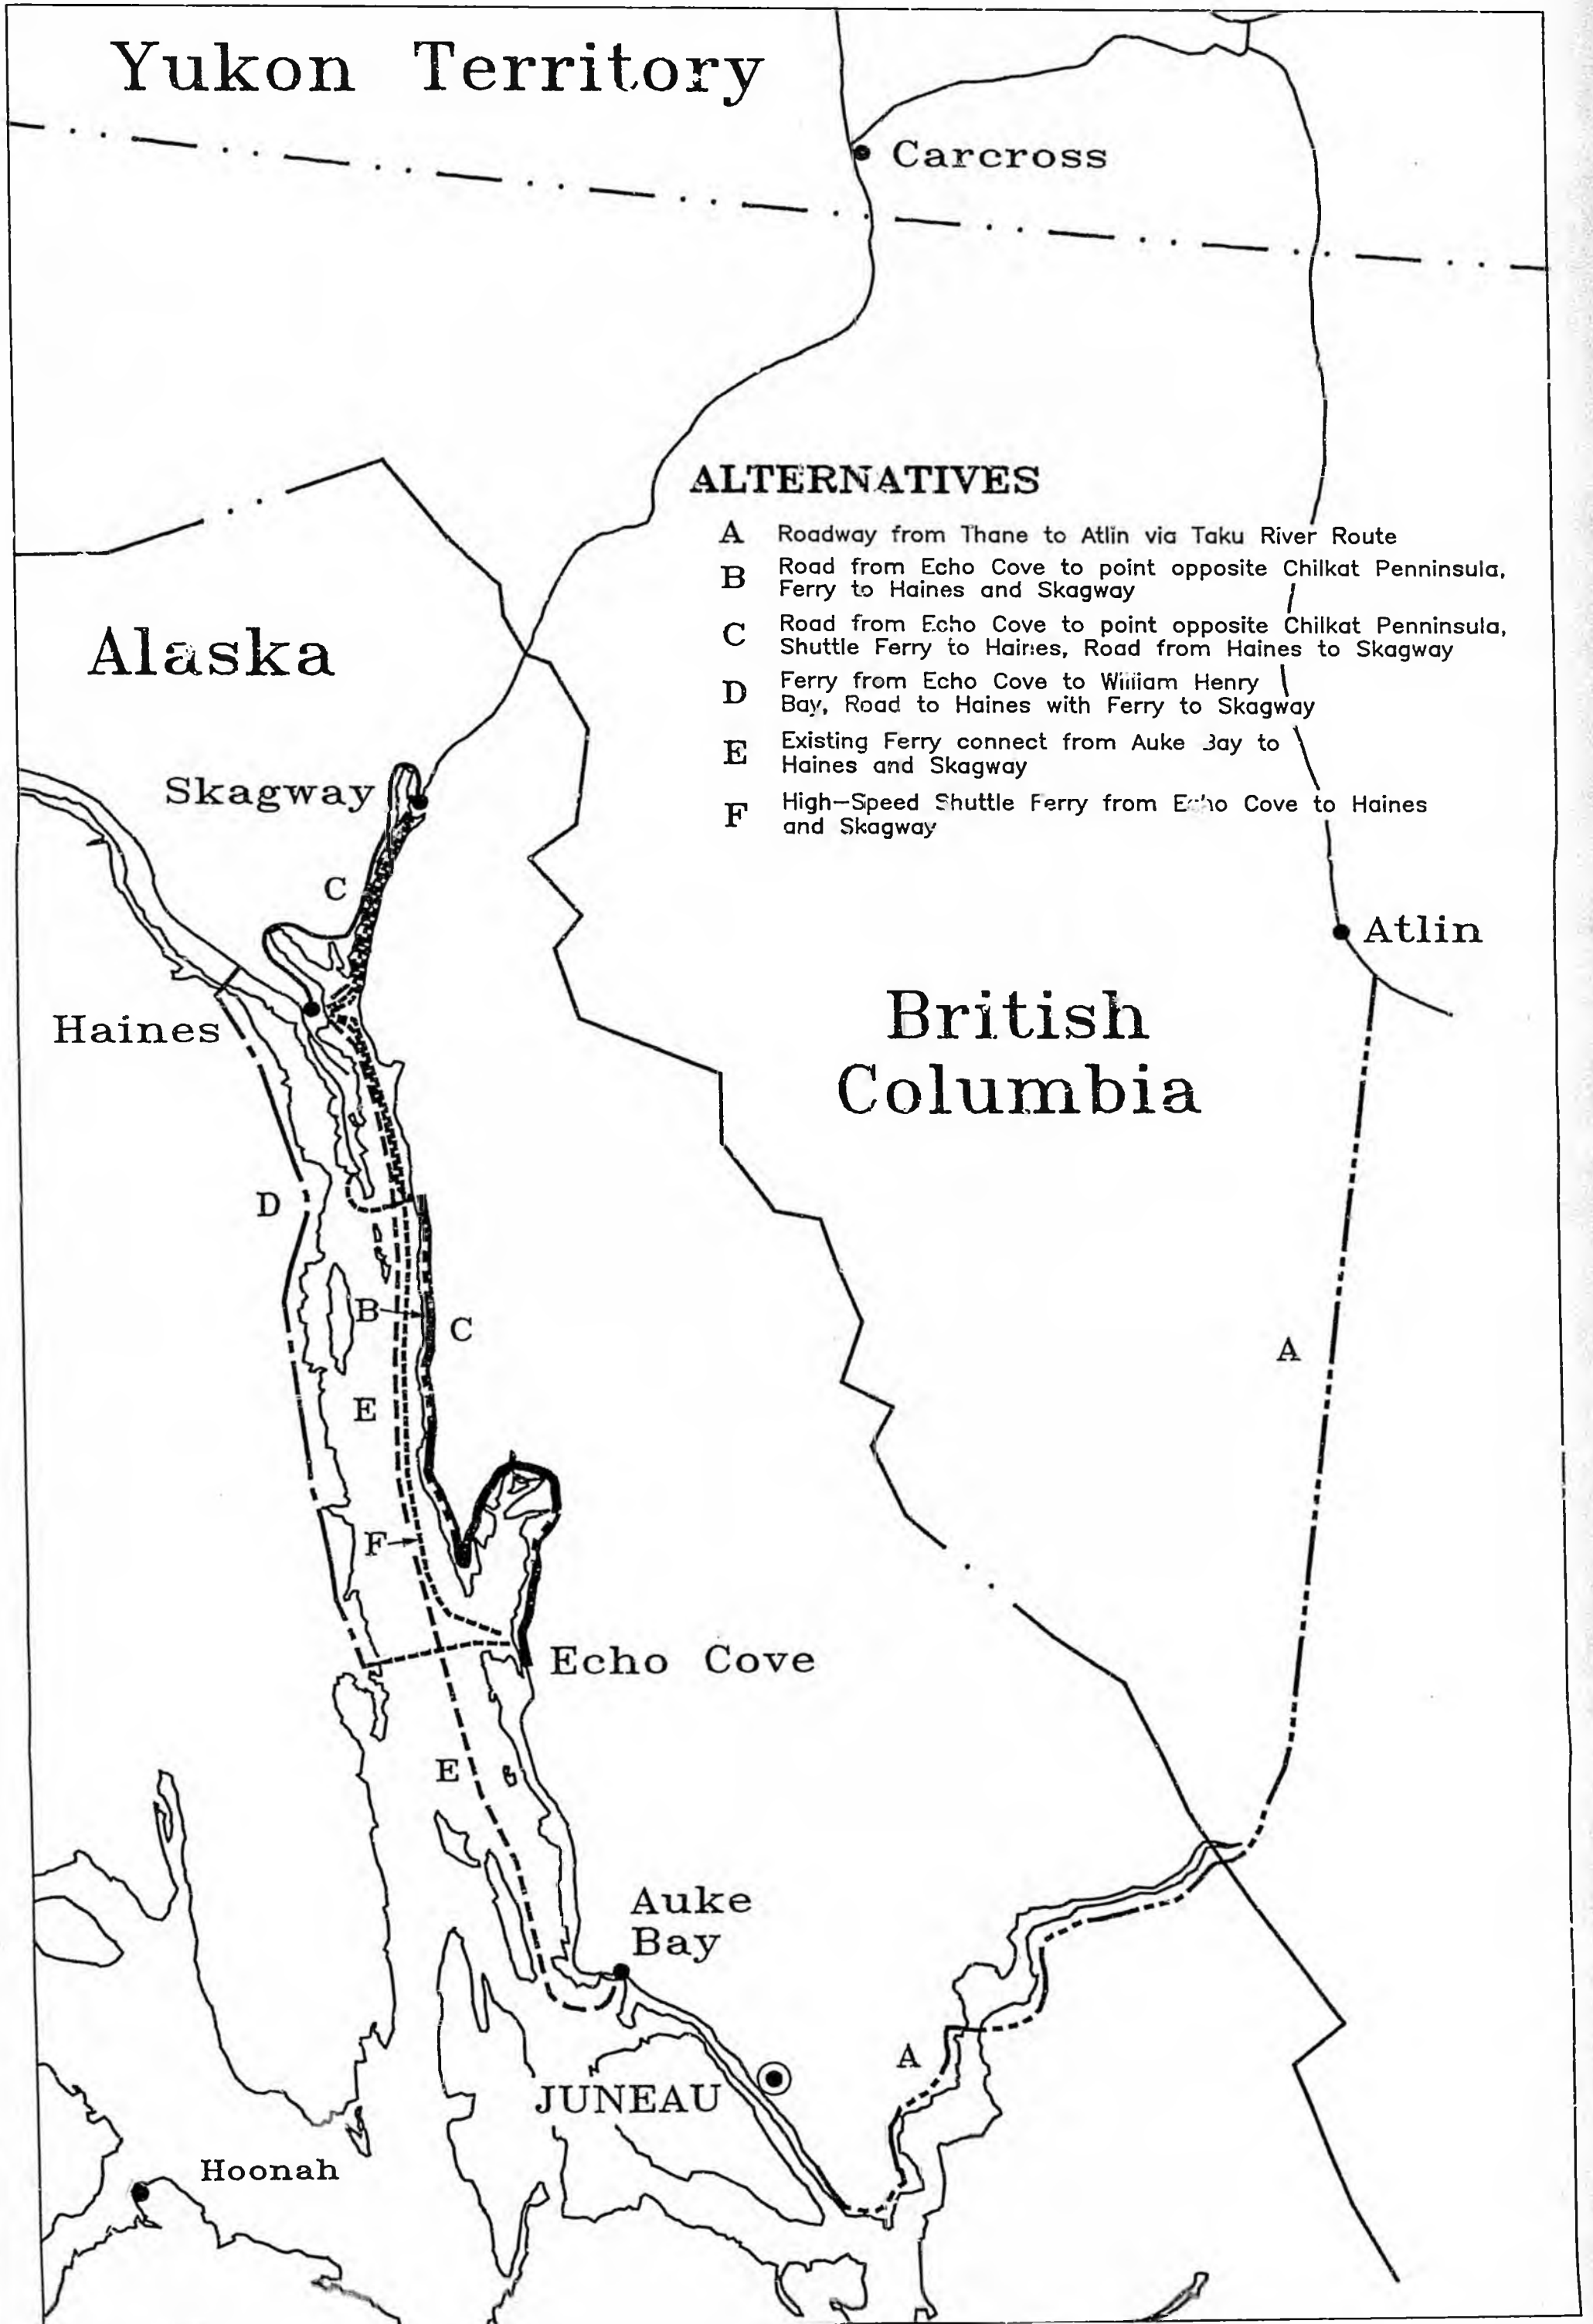 Yukon Territory
Carcross
ALTERNATIVES
A Roadway from Thane to Atlin via Taku River Route
B Road from Echo Cove to point opposite Chilkat Penninsula,
Ferry to Haines and Skagway
C Road from Echo Cove to point opposite Chilkat Penninsula,
Shuttle Ferry to Haines, Road from Haines to Skagway
D Ferry from Echo Cove to William Henry
Bay, Road to Haines with Ferry to Skagway
E Existing Ferry connect from Auke Bay to
Haines and Skagway
F High-Speed Shuttle Ferry from Echo Cove to Haines
and Skagway
Alaska
Skagway
C
Atlin
British
Columbia
Haines
D
B
C
A
E
F
Echo Cove
E
Auke
Bay
A
JUNEAU
Hoonah